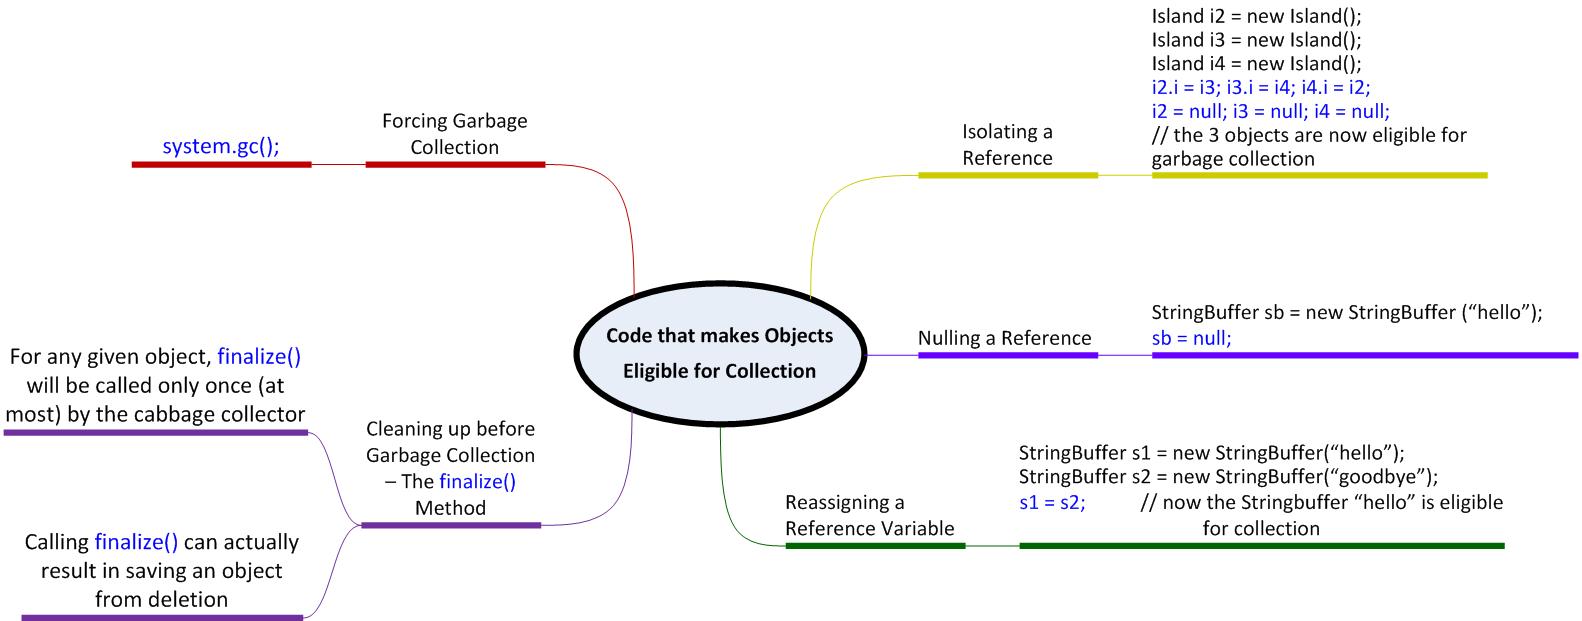 Code that makes Objects
Eligible for Collection
Forcing Garbage
Collection
system.gc();
Isolating a
Reference
Island i2 = new Island();
Island i3 = new Island();
Island i4 = new Island();
i2.i = i3; i3.i = i4; i4.i = i2;
i2 = null; i3 = null; i4 = null;
// the 3 objects are now eligible for
garbage collection
Nulling a Reference
StringBuffer sb = new StringBuffer (“hello”);
sb = null;
Reassigning a
Reference Variable
StringBuffer s1 = new StringBuffer(“hello”);
StringBuffer s2 = new StringBuffer(“goodbye”);
s1 = s2; // now the Stringbuffer “hello” is eligible
for collection
Cleaning up before
Garbage Collection
– The finalize()
Method
For any given object, finalize()
will be called only once (at
most) by the cabbage collector
Calling finalize() can actually
result in saving an object
from deletion